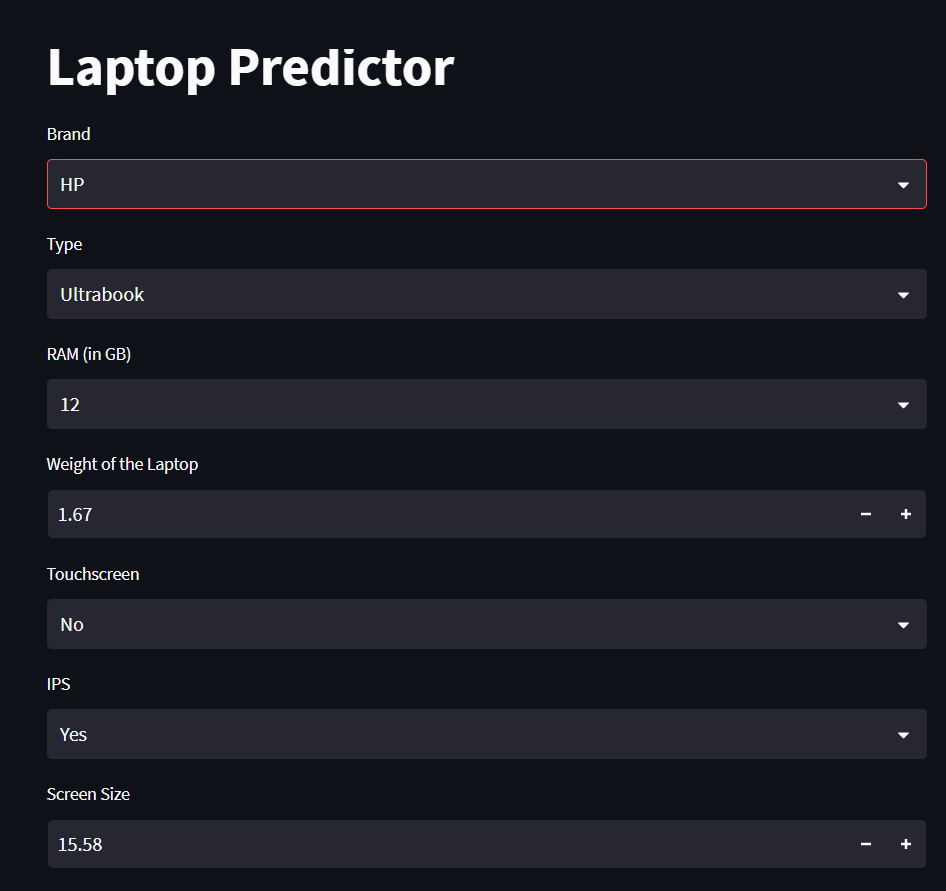 Laptop Predictor
Brand
HP
Type
Ultrabook
RAM (in GB)
12
Weight of the Laptop
1.67
Touchscreen
No
IPS
Yes
Screen Size
15.58